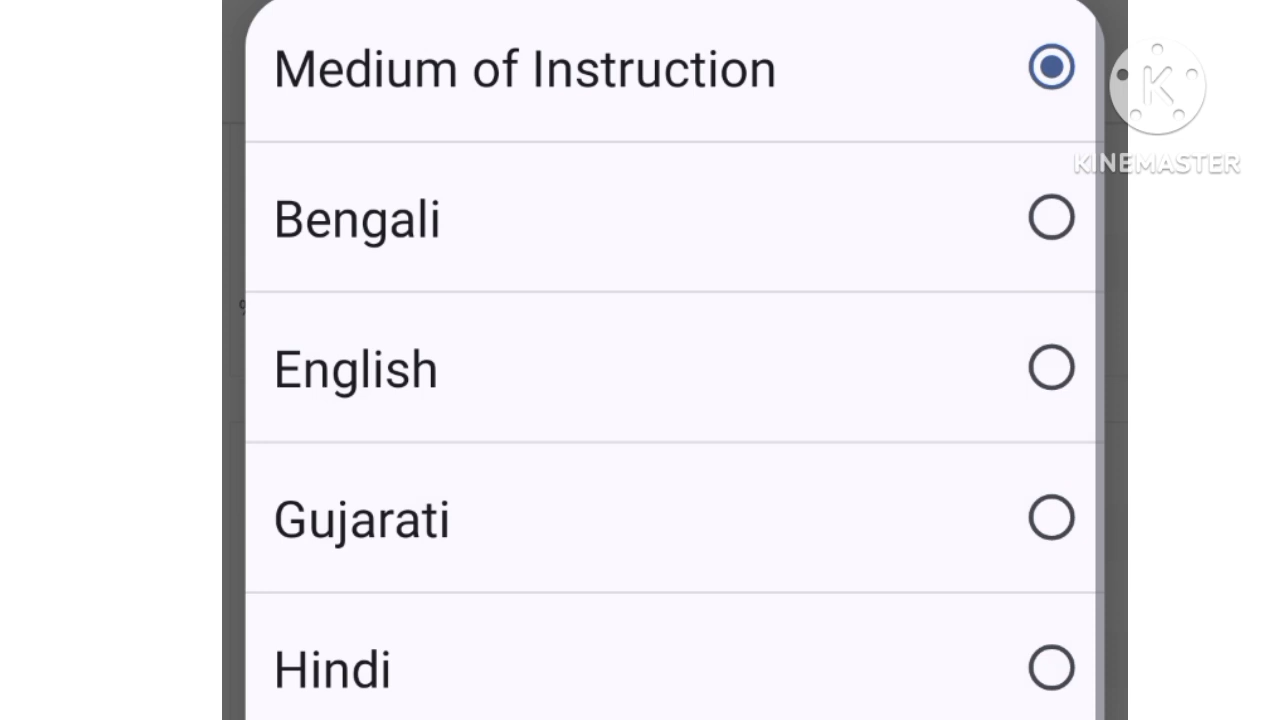 Medium of Instruction
Bengali
English
Gujarati
Hindi
K
KINEMASTER